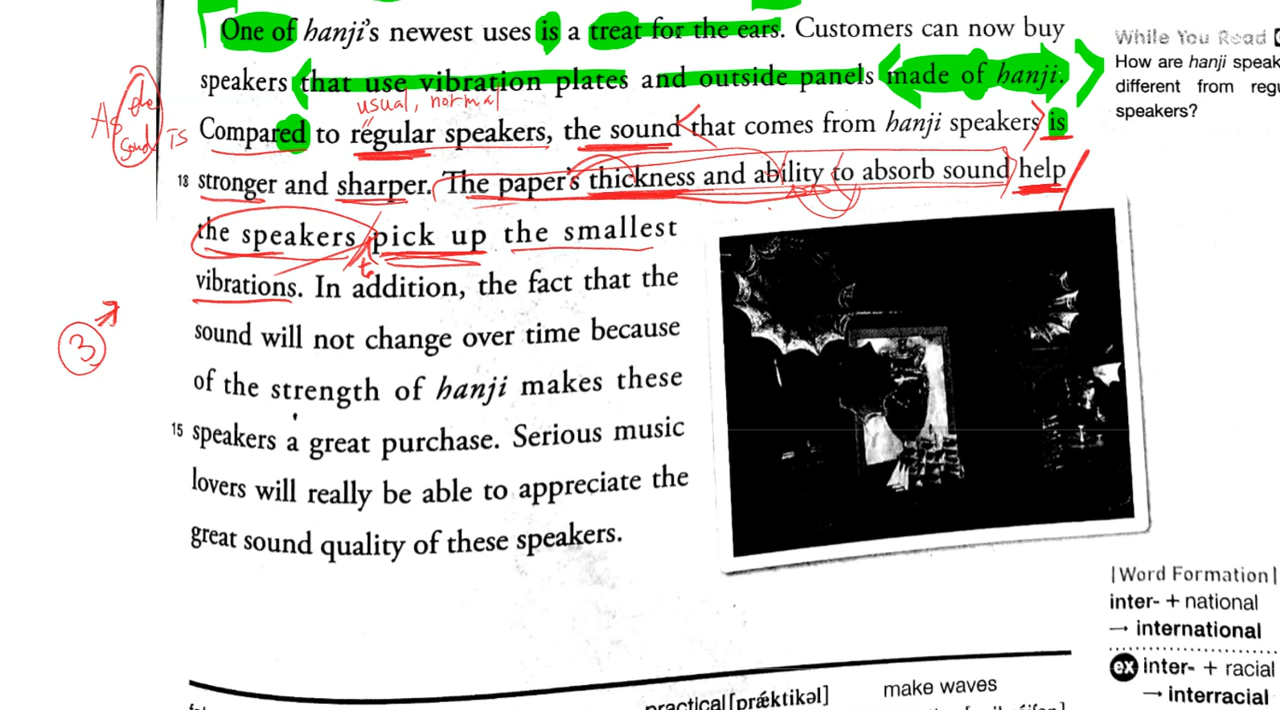 One of hanji's newest uses is a treat for the ears. Customers can now buy
speakers that use vibration plates and outside panels made of hanji.
usual, normal
As the sound is
Compared to regular speakers, the sound that comes from hanji speakers is
18 stronger and sharper. The paper's thickness and ability to absorb sound help
the speakers pick up the smallest
to
vibrations. In addition, the fact that the
sound will not change over time because
3
of the strength of hanji makes these
15 speakers a great purchase. Serious music
lovers will really be able to appreciate the
great sound quality of these speakers.
While You Read
How are hanji speak
different from regu
speakers?
|Word Formation|
inter- + national
→ international
ex inter- + racial
→ interracial
practical [prǽktikəl]
make waves